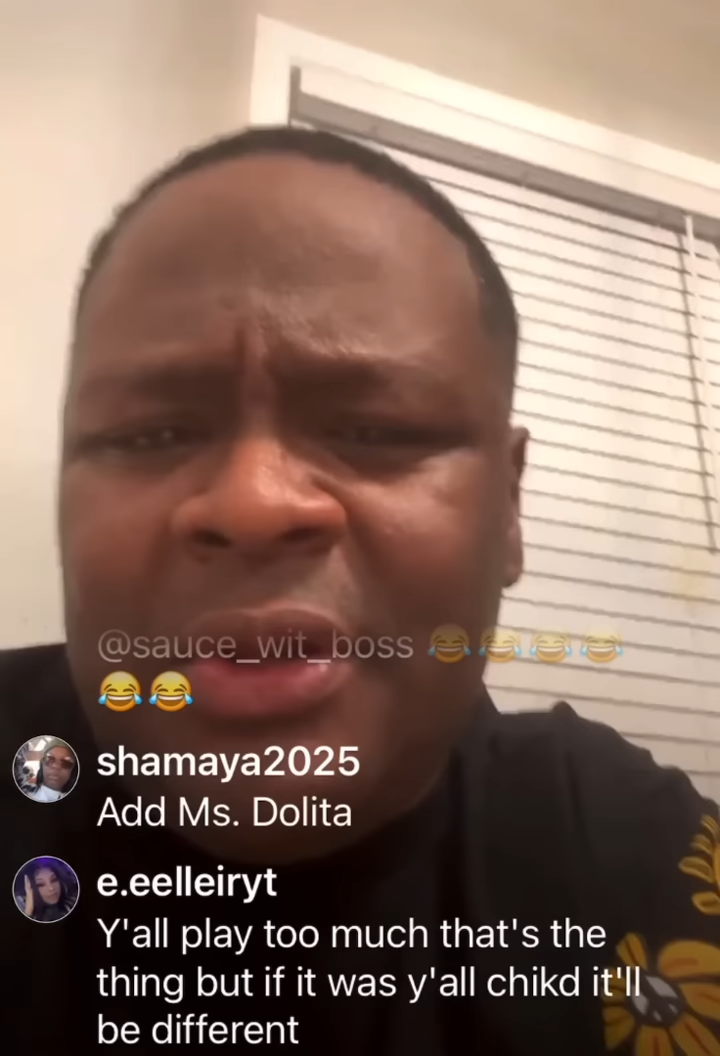 @sauce_wit_boss 😂😂😂😂
😂😂
shamaya2025
Add Ms. Dolita
e.eelleiryt
Y'all play too much that's the
thing but if it was y'all chikd it'll
be different